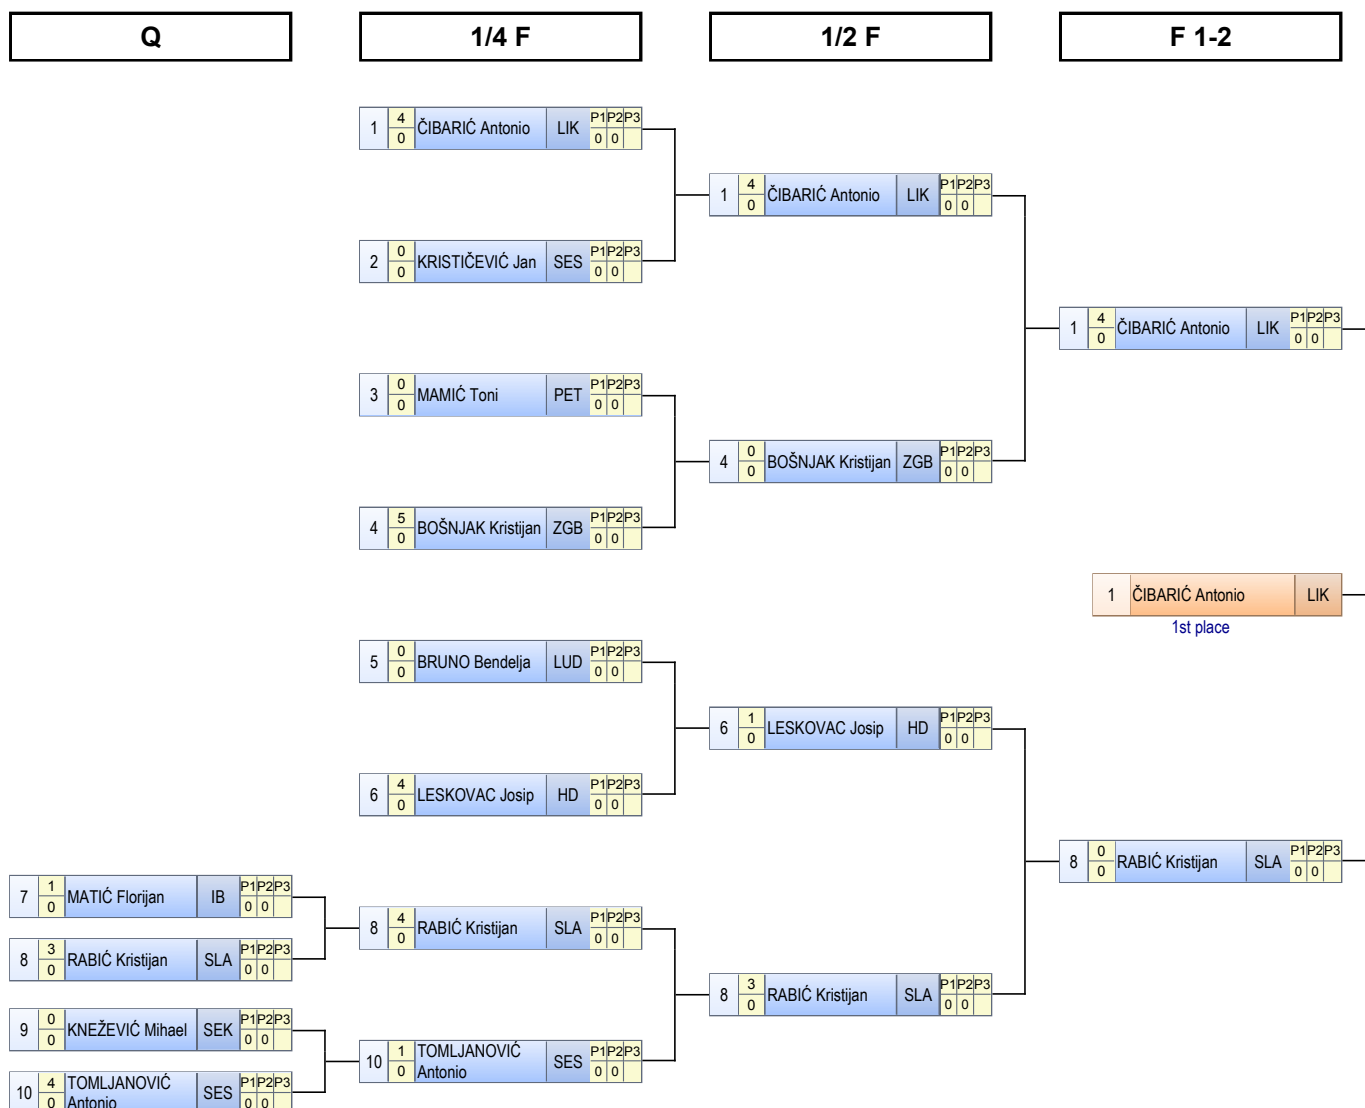 Q
1/4 F
1/2 F
F 1-2
1 4 ČIBARIĆ Antonio LIK P1 P2 P3
0 0 0
1 4 ČIBARIĆ Antonio LIK P1 P2 P3
0 0 0
2 0 KRISTIČEVIĆ Jan SES P1 P2 P3
0 0 0
1 4 ČIBARIĆ Antonio LIK P1 P2 P3
0 0 0
3 0 MAMIĆ Toni PET P1 P2 P3
0 0 0
4 0 BOŠNJAK Kristijan ZGB P1 P2 P3
0 0 0
4 5 BOŠNJAK Kristijan ZGB P1 P2 P3
0 0 0
1 ČIBARIĆ Antonio LIK
1st place
5 0 BRUNO Bendelja LUD P1 P2 P3
0 0 0
6 1 LESKOVAC Josip HD P1 P2 P3
0 0 0
6 4 LESKOVAC Josip HD P1 P2 P3
0 0 0
8 0 RABIĆ Kristijan SLA P1 P2 P3
0 0 0
7 1 MATIĆ Florijan IB P1 P2 P3
0 0 0
8 4 RABIĆ Kristijan SLA P1 P2 P3
0 0 0
8 3 RABIĆ Kristijan SLA P1 P2 P3
0 0 0
8 3 RABIĆ Kristijan SLA P1 P2 P3
0 0 0
9 0 KNEŽEVIĆ Mihael SEK P1 P2 P3
0 0 0
10 1 TOMLJANOVIĆ SES P1 P2 P3
0 Antonio 0 0
10 4 TOMLJANOVIĆ SES P1 P2 P3
0 Antonio 0 0